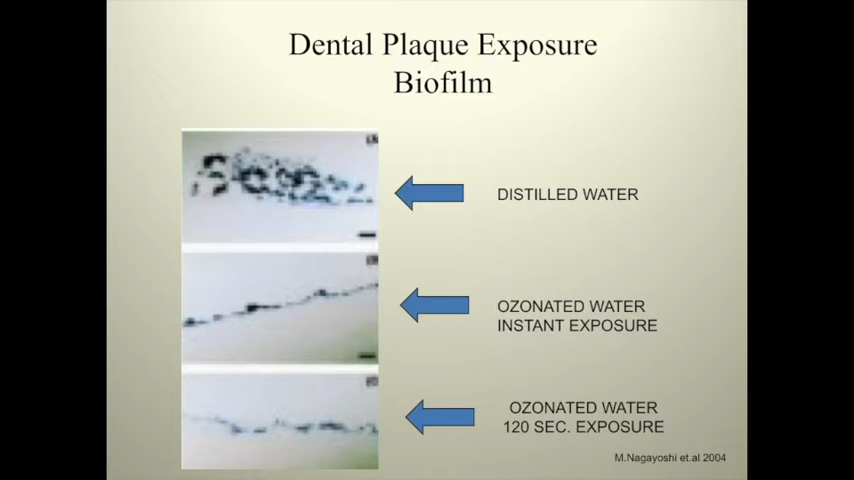 Dental Plaque Exposure
Biofilm
DISTILLED WATER
OZONATED WATER
INSTANT EXPOSURE
OZONATED WATER
120 SEC. EXPOSURE
M.Nagayoshi et.al 2004